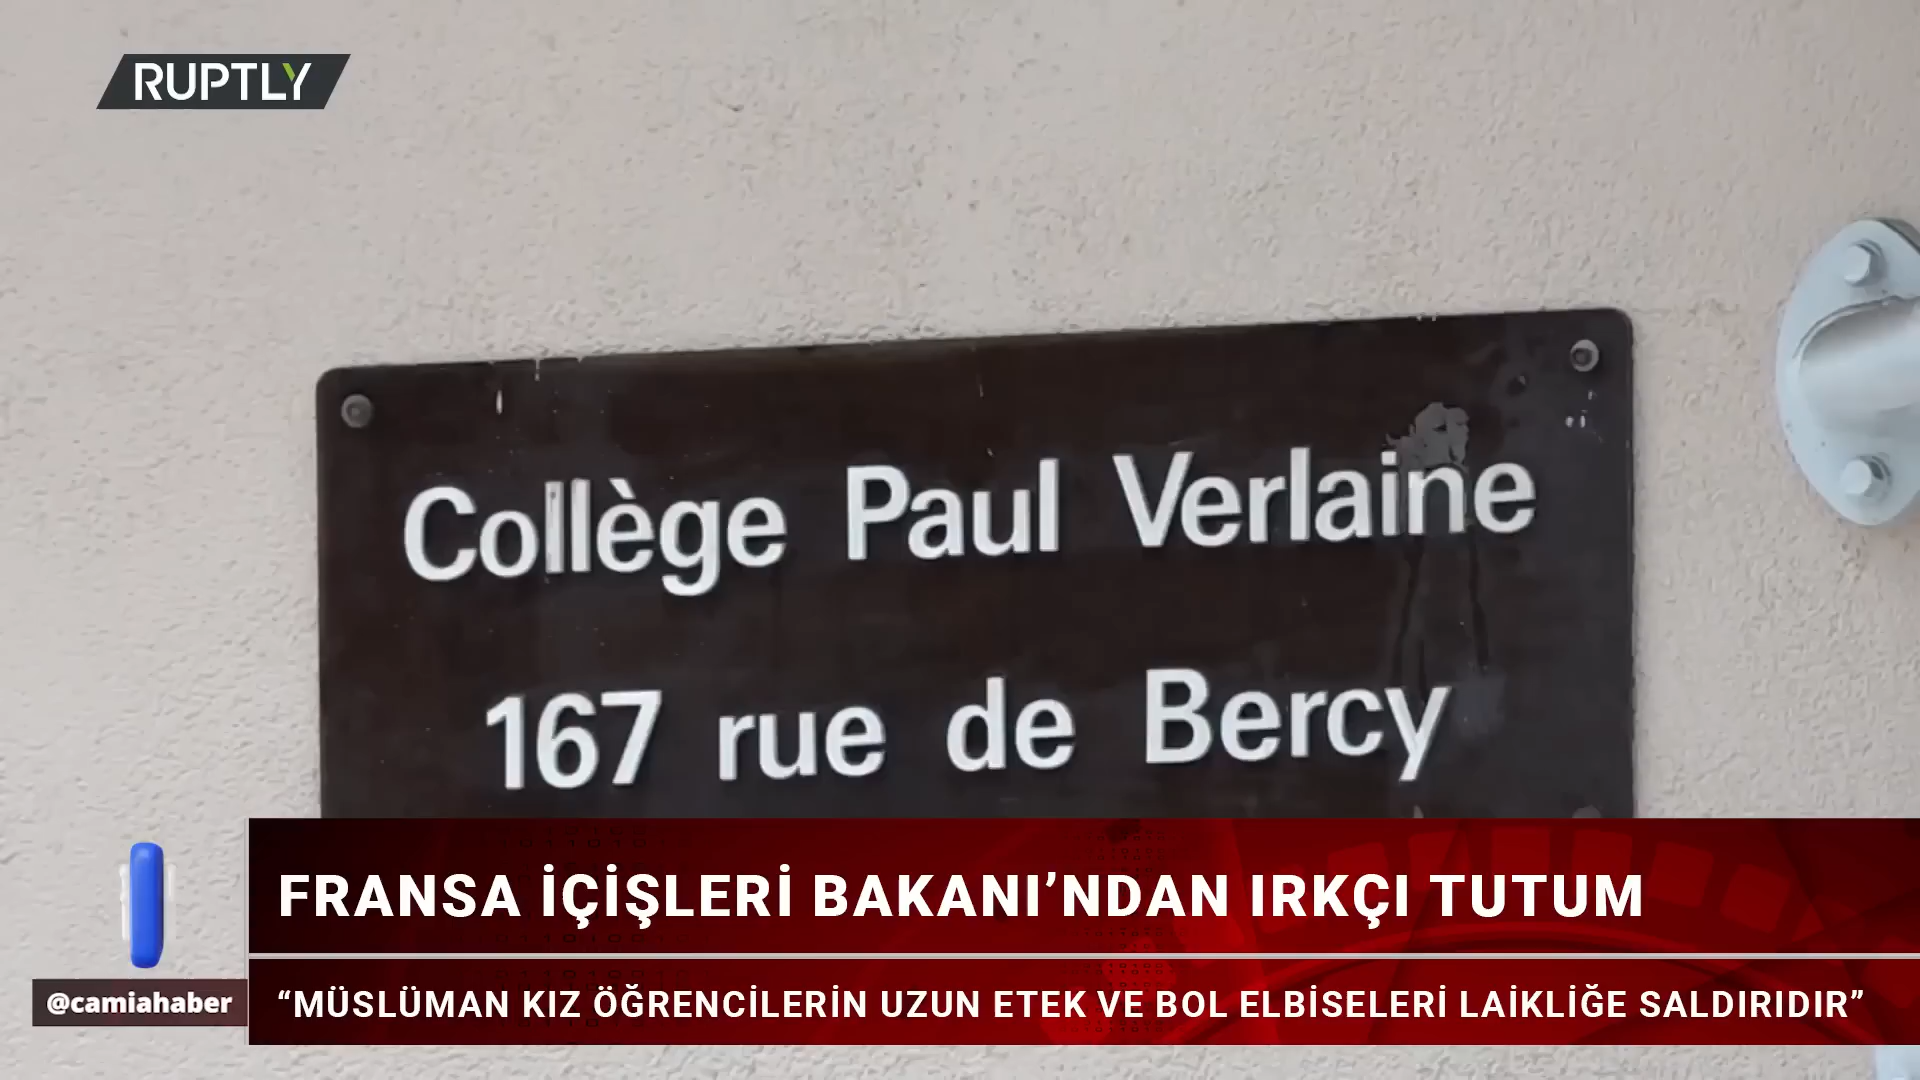 RUPTLY
Collège Paul Verlaine
167 rue de Bercy
FRANSA İÇİŞLERİ BAKANI’NDAN IRKÇI TUTUM
@camiahaber
“MÜSLÜMAN KIZ ÖĞRENCİLERİN UZUN ETEK VE BOL ELBİSELERİ LAİKLİĞE SALDIRIDIR”